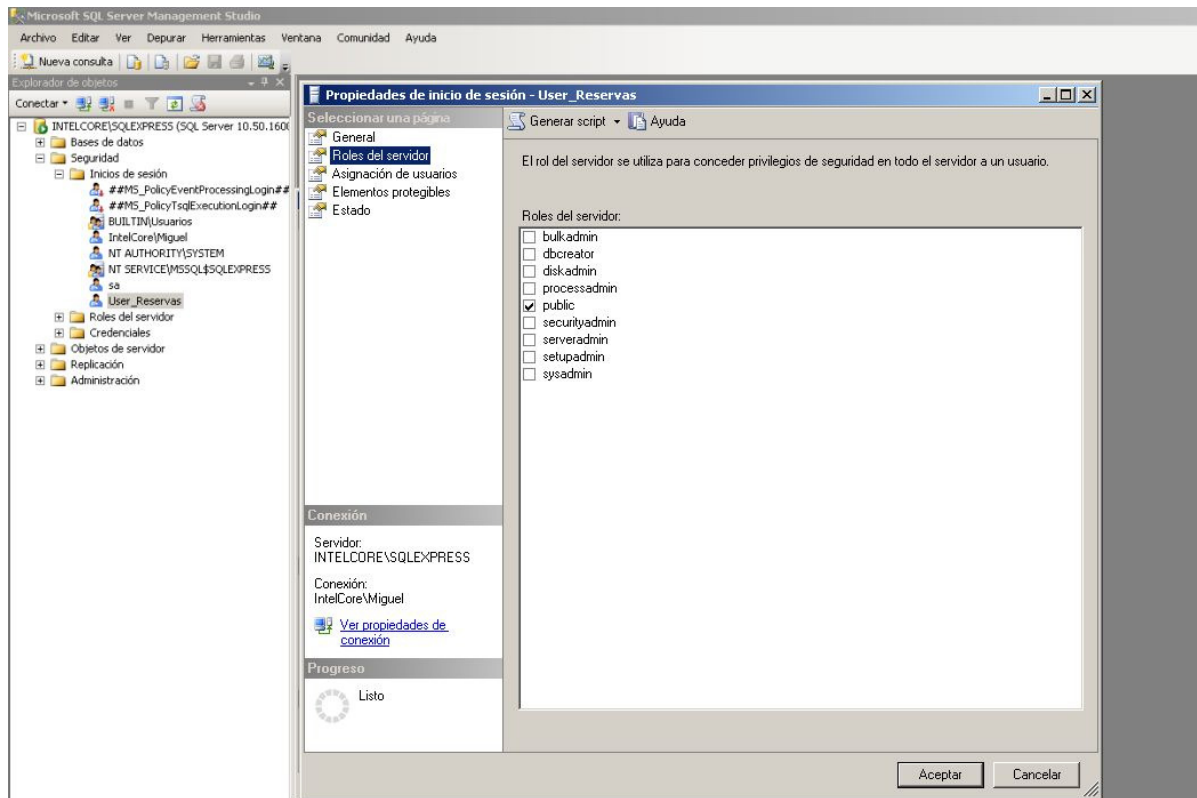 Microsoft SQL Server Management Studio
Archivo Editar Ver Depurar Herramientas Ventana Comunidad Ayuda
Nueva consulta
Explorador de objetos
Conectar
INTELCORE\SQLEXPRESS (SQL Server 10.50.160
Bases de datos
Seguridad
Inicios de sesión
##MS_PolicyEventProcessingLogin##
##MS_PolicyTsqlExecutionLogin##
BUILTIN\Usuarios
IntelCore\Miguel
NT AUTHORITY\SYSTEM
NT SERVICE\MSSQL$SQLEXPRESS
sa
User_Reservas
Roles del servidor
Credenciales
Objetos de servidor
Replicación
Administración
Propiedades de inicio de sesión - User_Reservas
Seleccionar una página
General
Roles del servidor
Asignación de usuarios
Elementos protegibles
Estado
Conexión
Servidor:
INTELCORE\SQLEXPRESS
Conexión:
IntelCore\Miguel
Ver propiedades de
conexión
Progreso
Listo
Generar script Ayuda
El rol del servidor se utiliza para conceder privilegios de seguridad en todo el servidor a un usuario.
Roles del servidor:
bulkadmin
dbcreator
diskadmin
processadmin
public
securityadmin
serveradmin
setupadmin
sysadmin
Aceptar Cancelar